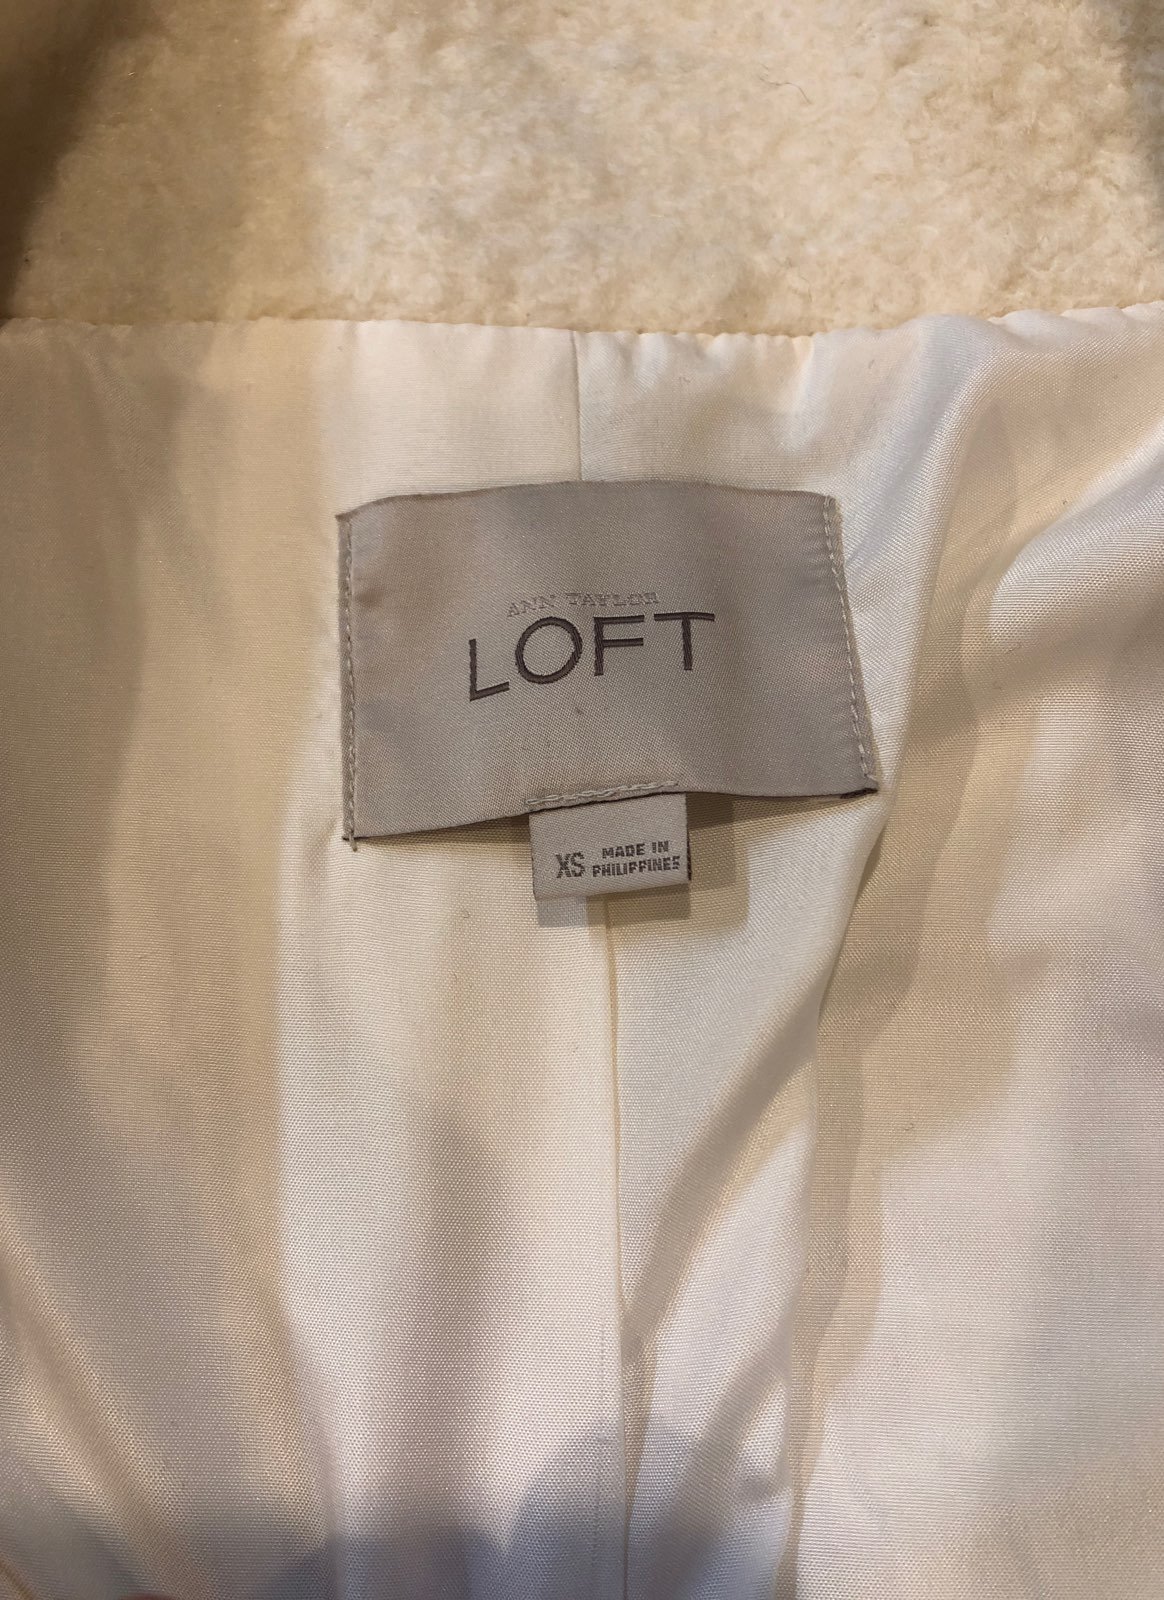 ANN TAYLOR
LOFT
XS MADE IN
PHILIPPINES